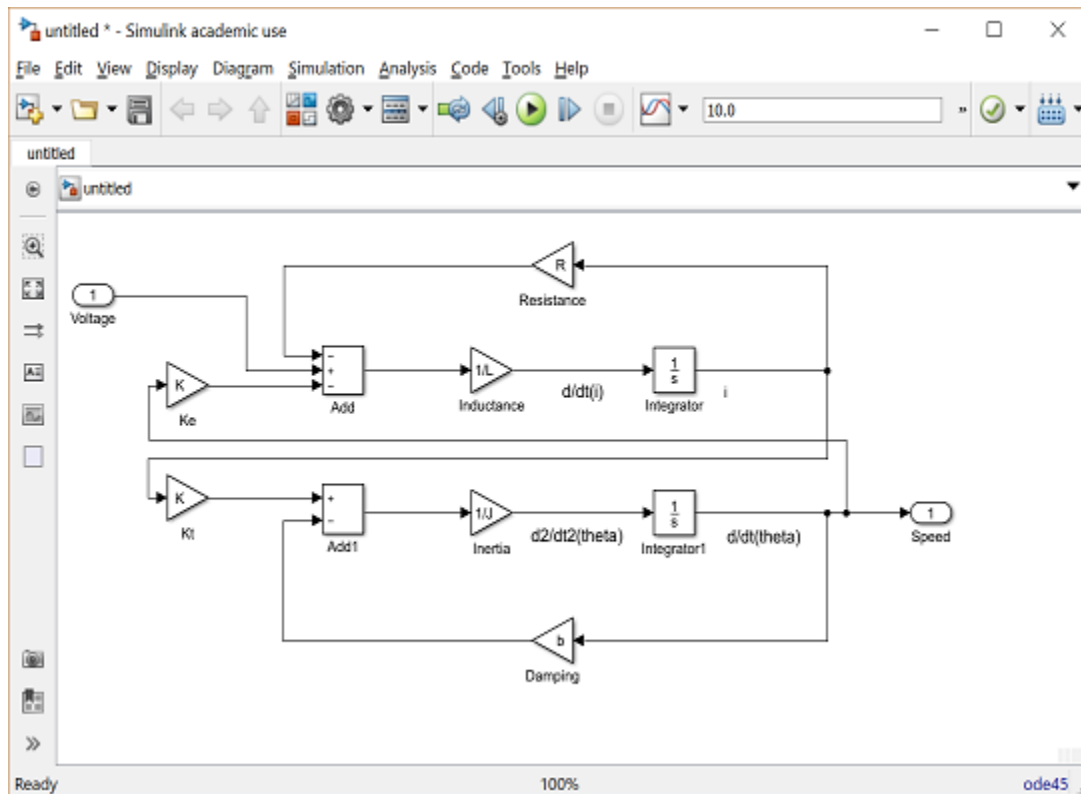 untitled * - Simulink academic use
File Edit View Display Diagram Simulation Analysis Code Tools Help
10.0
»
untitled
untitled
R
Resistance
1
Voltage
−
+
−
Add
1/L
Inductance
d/dt(i)
1
s
Integrator
i
K
Ke
K
Kt
+
−
Add1
1/J
Inertia
d2/dt2(theta)
1
s
Integrator1
d/dt(theta)
1
Speed
b
Damping
Ready 100% ode45